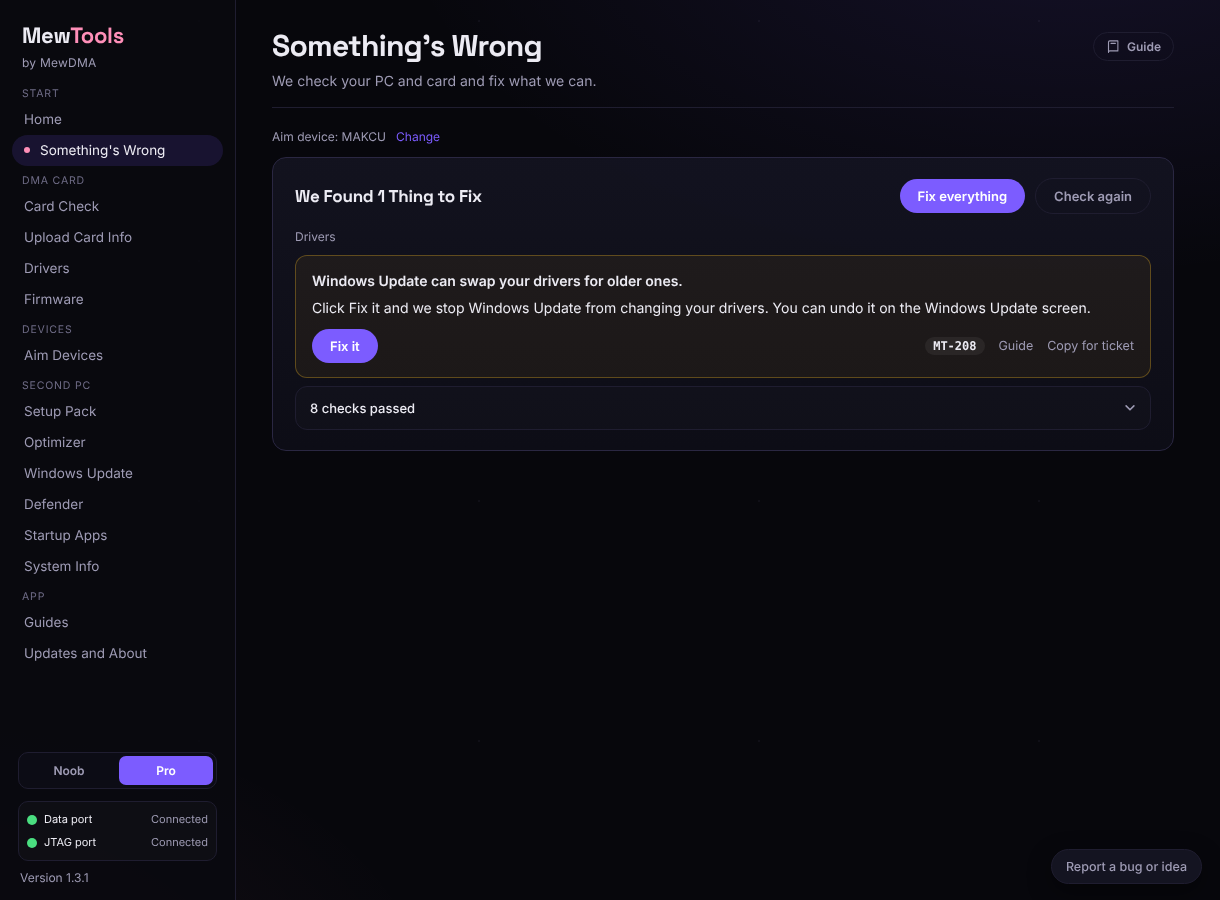 MewTools
by MewDMA
START
Home
Something's Wrong
DMA CARD
Card Check
Upload Card Info
Drivers
Firmware
DEVICES
Aim Devices
SECOND PC
Setup Pack
Optimizer
Windows Update
Defender
Startup Apps
System Info
APP
Guides
Updates and About
Noob
Pro
Data port Connected
JTAG port Connected
Version 1.3.1
Something's Wrong
Guide
We check your PC and card and fix what we can.
Aim device: MAKCU Change
We Found 1 Thing to Fix
Fix everything
Check again
Drivers
Windows Update can swap your drivers for older ones.
Click Fix it and we stop Windows Update from changing your drivers. You can undo it on the Windows Update screen.
Fix it
MT-208 Guide Copy for ticket
8 checks passed
Report a bug or idea